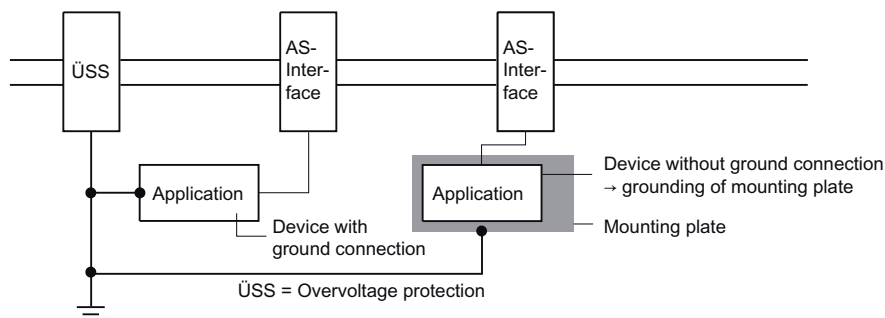 ÜSS
AS-
Inter-
face
AS-
Inter-
face
Application
Application
Device without ground connection
→ grounding of mounting plate
Device with
ground connection
Mounting plate
ÜSS = Overvoltage protection